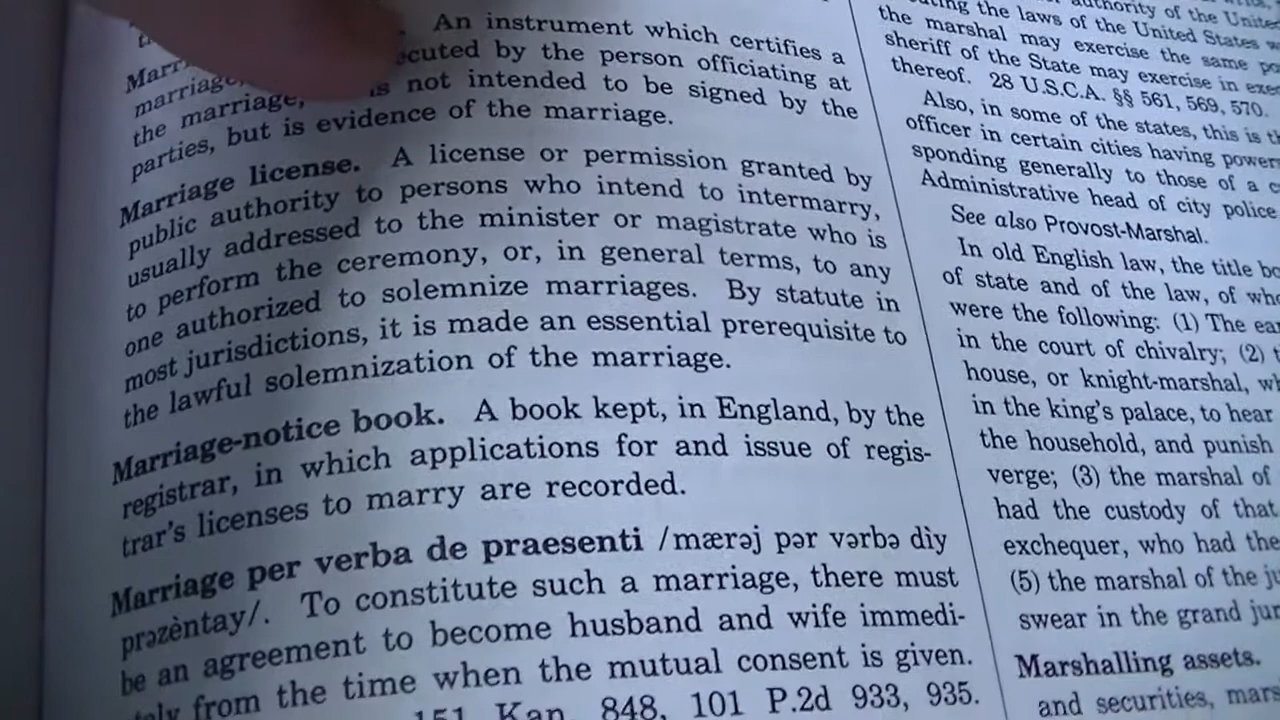 Marr
An instrument which certifies a
marriage, ecuted by the person officiating at
the marriage, is not intended to be signed by the
parties, but is evidence of the marriage.
Marriage license. A license or permission granted by
public authority to persons who intend to intermarry,
usually addressed to the minister or magistrate who is
to perform the ceremony, or, in general terms, to any
one authorized to solemnize marriages. By statute in
most jurisdictions, it is made an essential prerequisite to
the lawful solemnization of the marriage.
Marriage-notice book. A book kept, in England, by the
registrar, in which applications for and issue of regis-
trar's licenses to marry are recorded.
Marriage per verba de praesenti /mærəj pər vərbə dìy
prəzèntay/. To constitute such a marriage, there must
be an agreement to become husband and wife immedi-
tely from the time when the mutual consent is given.
151 Kan. 848, 101 P.2d 933, 935.
authority of the United
the laws of the United States
the marshal may exercise the same
sheriff of the State may exercise in
thereof. 28 U.S.C.A. §§ 561, 569, 570.
Also, in some of the states, this is
officer in certain cities having power
sponding generally to those of a
Administrative head of city police
See also Provost-Marshal.
In old English law, the title
of state and of the law, of
were the following: (1) The
in the court of chivalry; (2)
house, or knight-marshal,
in the king's palace, to hear
the household, and punish
verge; (3) the marshal of
had the custody of that
exchequer, who had the
(5) the marshal of the
swear in the grand
Marshalling assets.
and securities,